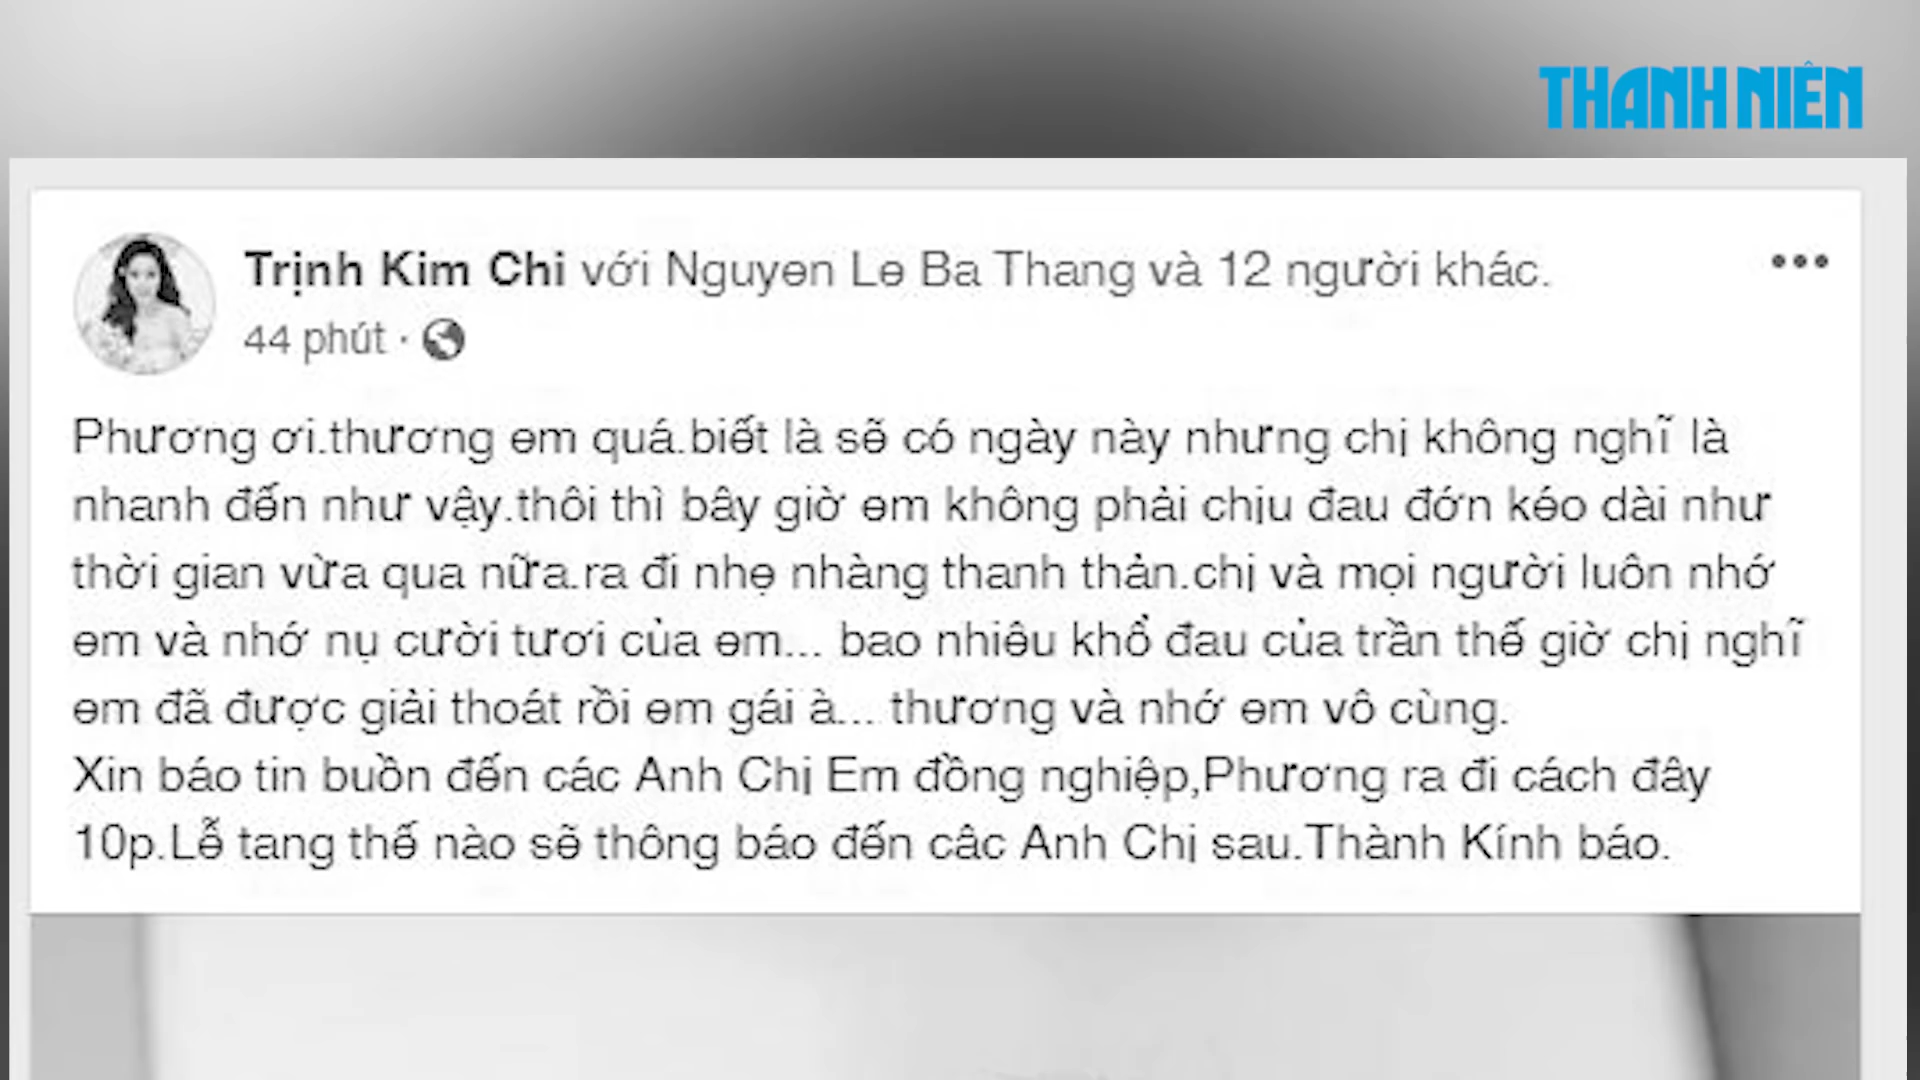 THANH NIÊN
Trịnh Kim Chi với Nguyen Le Ba Thang và 12 người khác.
44 phút ·
Phương ơi.thương em quá.biết là sẽ có ngày này nhưng chị không nghĩ là
nhanh đến như vậy.thôi thì bây giờ em không phải chịu đau đớn kéo dài như
thời gian vừa qua nữa.ra đi nhẹ nhàng thanh thản.chị và mọi người luôn nhớ
em và nhớ nụ cười tươi của em... bao nhiêu khổ đau của trần thế giờ chị nghĩ
em đã được giải thoát rồi em gái à... thương và nhớ em vô cùng.
Xin báo tin buồn đến các Anh Chị Em đồng nghiệp,Phương ra đi cách đây
10p.Lễ tang thế nào sẽ thông báo đến câc Anh Chị sau.Thành Kính báo.